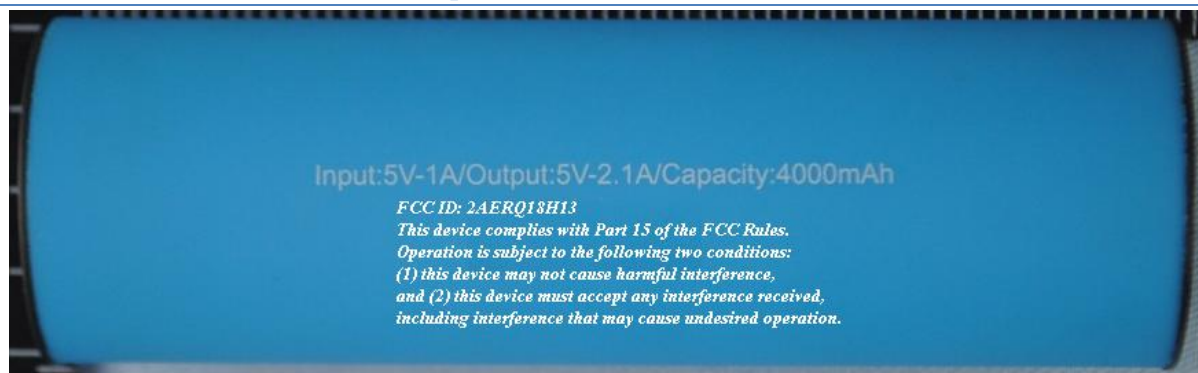 Input:5V-1A/Output:5V-2.1A/Capacity:4000mAh
FCC ID: 2AERQ18H13
This device complies with Part 15 of the FCC Rules.
Operation is subject to the following two conditions:
(1) this device may not cause harmful interference,
and (2) this device must accept any interference received,
including interference that may cause undesired operation.